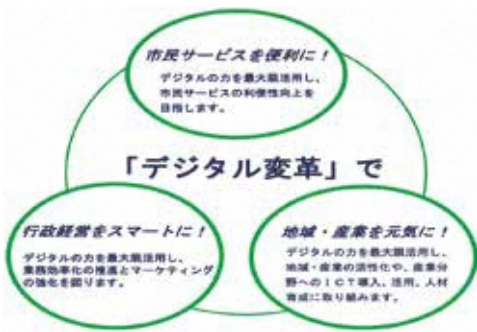 市民サービスを便利に！
デジタルの力を最大限活用し、
市民サービスの利便性向上を
目指します。
「デジタル変革」で
行政経営をスマートに！
デジタルの力を最大限活用し、
業務効率化の推進とマーケティング
の強化を図ります。
地域・産業を元気に！
デジタルの力を最大限活用し、
地域・産業の活性化や、産業分
野へのＩＣＴ導入、活用、人材
育成に取り組みます。